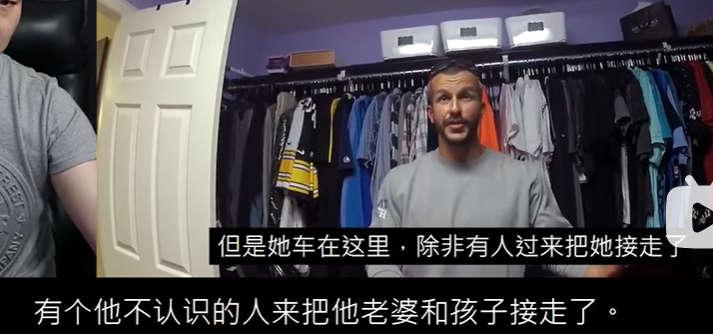 但是她车在这里，除非有人过来把她接走了
有个他不认识的人来把他老婆和孩子接走了。